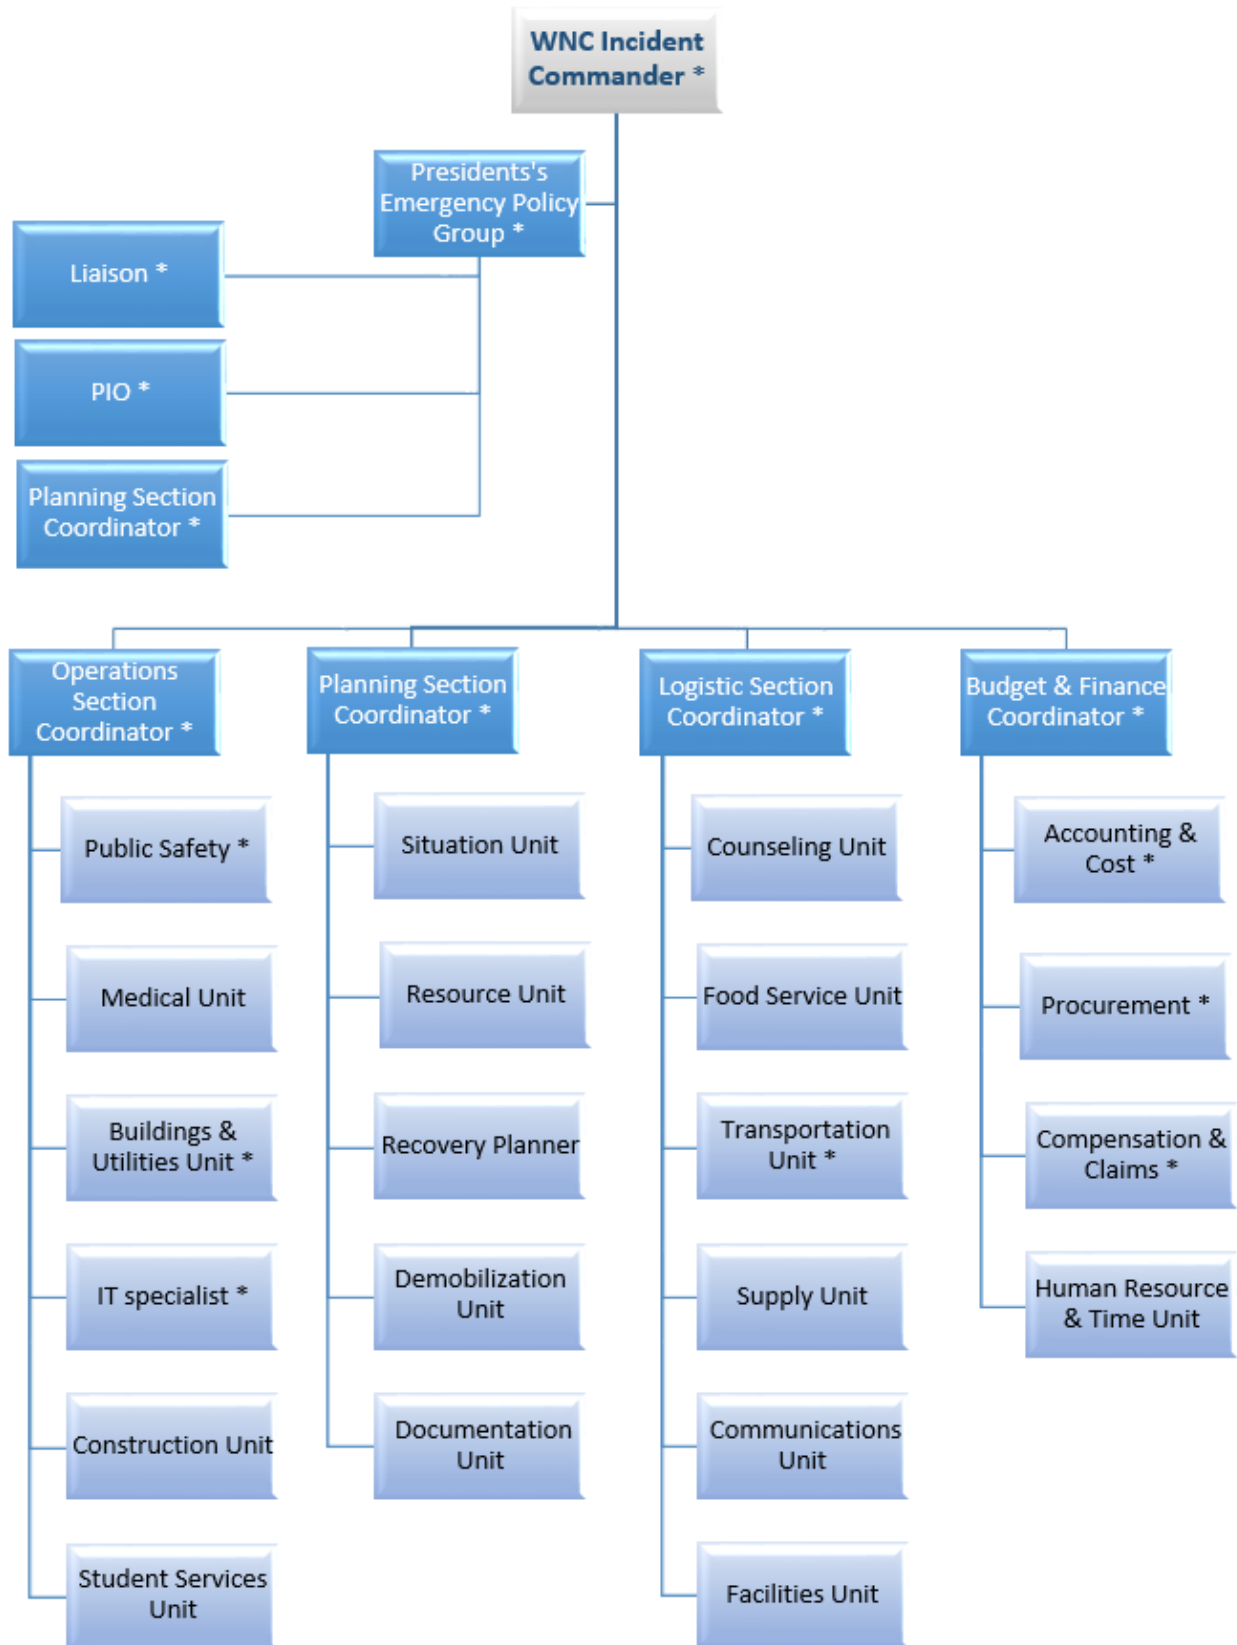 WNC Incident
Commander *
Presidents's
Emergency Policy
Group *
Liaison *
PIO *
Planning Section
Coordinator *
Operations
Section
Coordinator *
Public Safety *
Medical Unit
Buildings &
Utilities Unit *
IT specialist *
Construction Unit
Student Services
Unit
Planning Section
Coordinator *
Situation Unit
Resource Unit
Recovery Planner
Demobilization
Unit
Documentation
Unit
Logistic Section
Coordinator *
Counseling Unit
Food Service Unit
Transportation
Unit *
Supply Unit
Communications
Unit
Facilities Unit
Budget & Finance
Coordinator *
Accounting &
Cost *
Procurement *
Compensation &
Claims *
Human Resource
& Time Unit